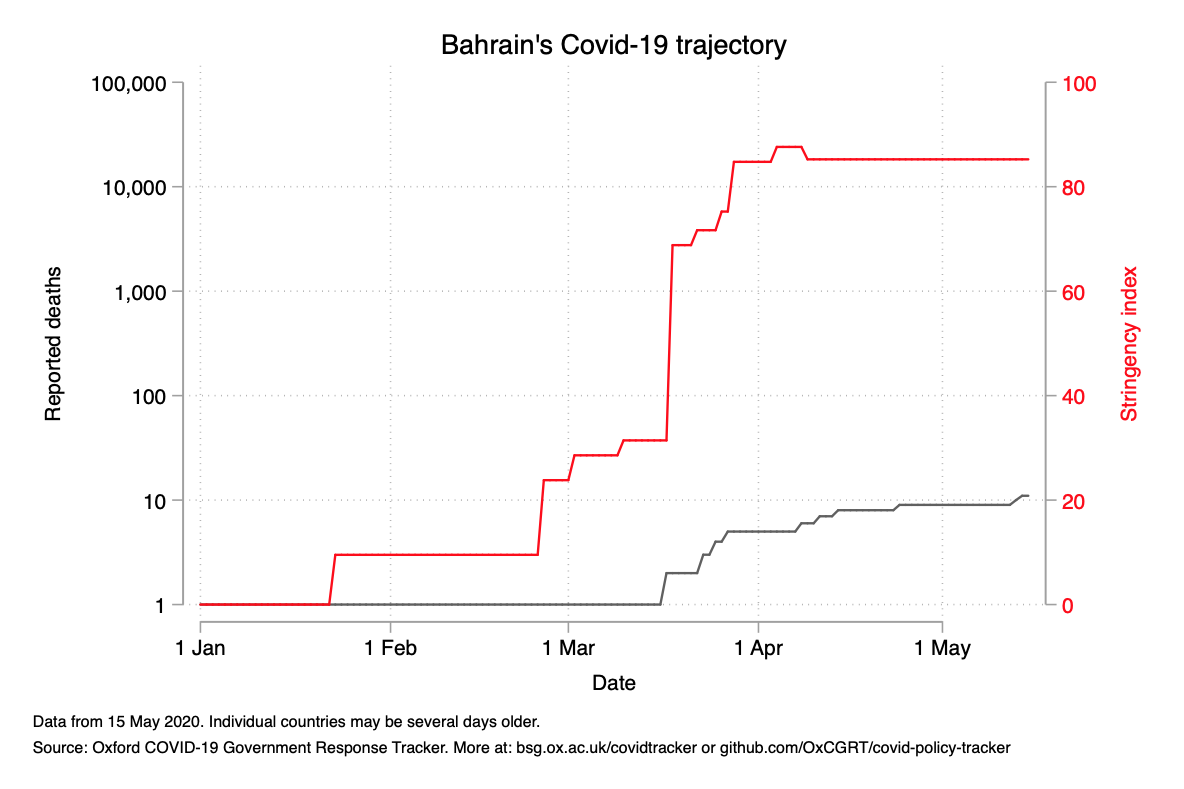 Bahrain's Covid-19 trajectory
100,000
10,000
1,000
100
10
1
Reported deaths
100
80
60
40
20
0
Stringency index
1 Jan
1 Feb
1 Mar
1 Apr
1 May
Date
Data from 15 May 2020. Individual countries may be several days older.
Source: Oxford COVID-19 Government Response Tracker. More at: bsg.ox.ac.uk/covidtracker or github.com/OxCGRT/covid-policy-tracker